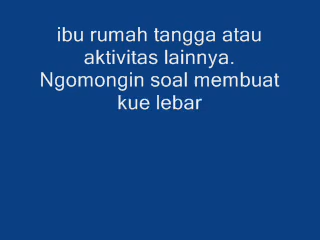 ibu rumah tangga atau
aktivitas lainnya.
Ngomongin soal membuat
kue lebar